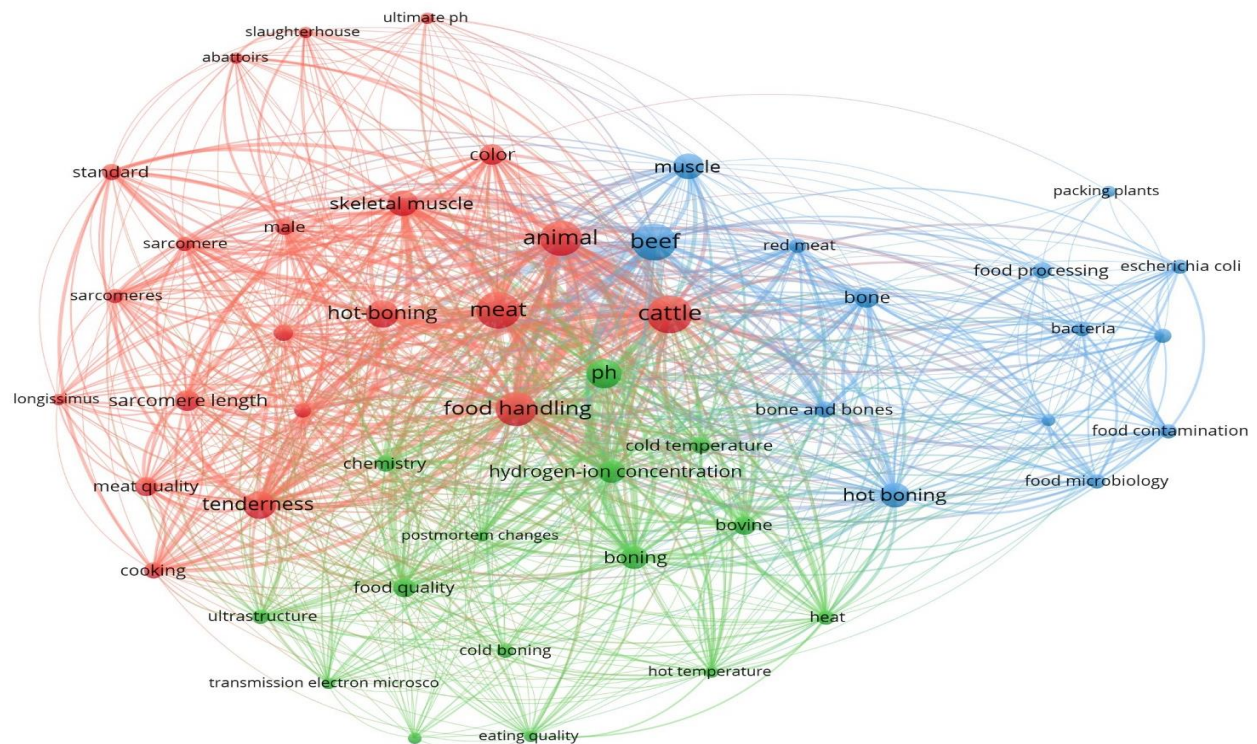 ultimate ph
slaughterhouse
abattoirs
color
muscle
standard
packing plants
skeletal muscle
male
animal
beef
sarcomere
red meat
food processing
escherichia coli
sarcomeres
hot-boning
meat
cattle
bone
bacteria
ph
longissimus
sarcomere length
food handling
bone and bones
food contamination
cold temperature
chemistry
hydrogen-ion concentration
food microbiology
meat quality
tenderness
hot boning
bovine
postmortem changes
boning
cooking
food quality
ultrastructure
heat
cold boning
hot temperature
transmission electron microsco
eating quality